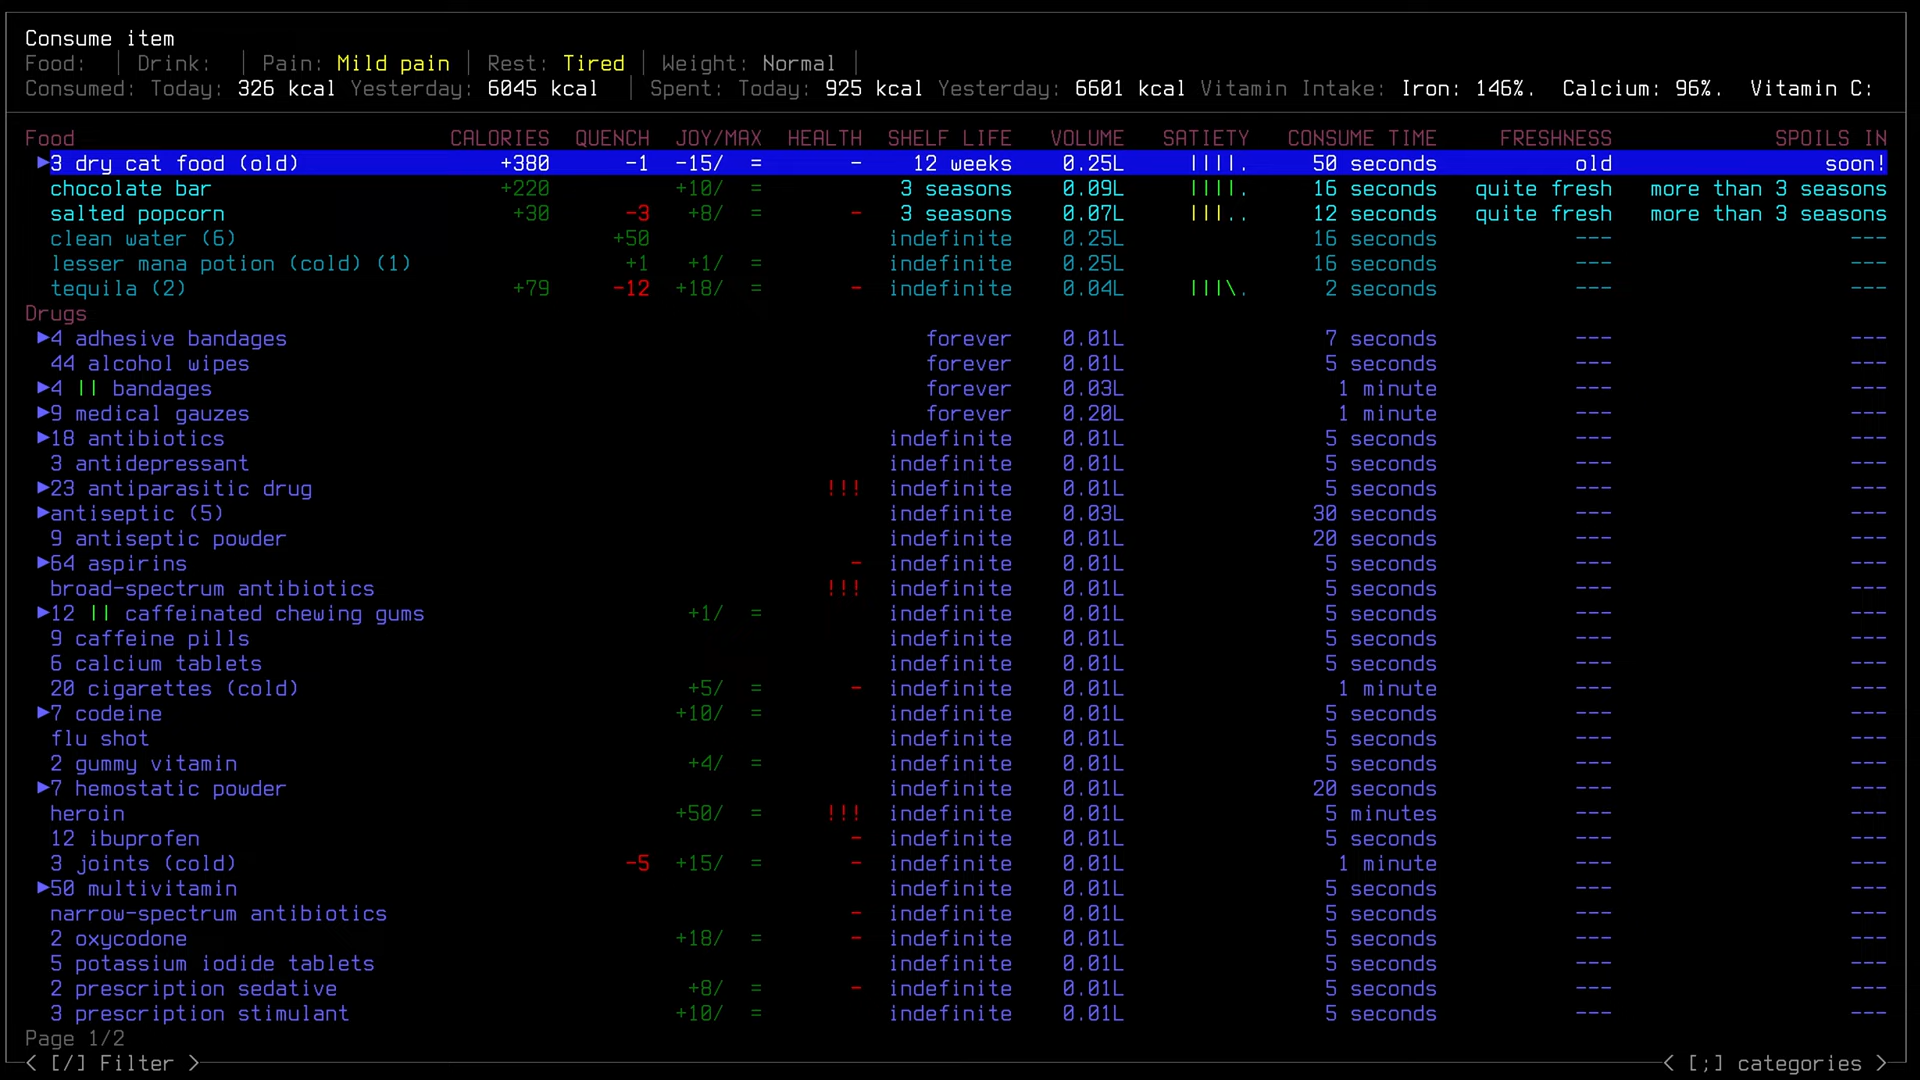 Consume item
Food: | Drink: | Pain: Mild pain | Rest: Tired | Weight: Normal |
Consumed: Today: 326 kcal Yesterday: 6045 kcal | Spent: Today: 925 kcal Yesterday: 6601 kcal Vitamin Intake: Iron: 146%. Calcium: 96%. Vitamin C:
Food CALORIES QUENCH JOY/MAX HEALTH SHELF LIFE VOLUME SATIETY CONSUME TIME FRESHNESS SPOILS IN
▶3 dry cat food (old) +380 -1 -15/ = - 12 weeks 0.25L ||||. 50 seconds old soon!
chocolate bar +220 +10/ = 3 seasons 0.09L ||||. 16 seconds quite fresh more than 3 seasons
salted popcorn +30 -3 +8/ = - 3 seasons 0.07L |||.. 12 seconds quite fresh more than 3 seasons
clean water (6) +50 indefinite 0.25L 16 seconds --- ---
lesser mana potion (cold) (1) +1 +1/ = indefinite 0.25L 16 seconds --- ---
tequila (2) +79 -12 +18/ = - indefinite 0.04L |||\. 2 seconds --- ---
Drugs
▶4 adhesive bandages forever 0.01L 7 seconds --- ---
44 alcohol wipes forever 0.01L 5 seconds --- ---
▶4 || bandages forever 0.03L 1 minute --- ---
▶9 medical gauzes forever 0.20L 1 minute --- ---
▶18 antibiotics indefinite 0.01L 5 seconds --- ---
3 antidepressant indefinite 0.01L 5 seconds --- ---
▶23 antiparasitic drug !!! indefinite 0.01L 5 seconds --- ---
▶antiseptic (5) indefinite 0.03L 30 seconds --- ---
9 antiseptic powder indefinite 0.01L 20 seconds --- ---
▶64 aspirins - indefinite 0.01L 5 seconds --- ---
broad-spectrum antibiotics !!! indefinite 0.01L 5 seconds --- ---
▶12 || caffeinated chewing gums +1/ = indefinite 0.01L 5 seconds --- ---
9 caffeine pills indefinite 0.01L 5 seconds --- ---
6 calcium tablets indefinite 0.01L 5 seconds --- ---
20 cigarettes (cold) +5/ = - indefinite 0.01L 1 minute --- ---
▶7 codeine +10/ = indefinite 0.01L 5 seconds --- ---
flu shot indefinite 0.01L 5 seconds --- ---
2 gummy vitamin +4/ = indefinite 0.01L 5 seconds --- ---
▶7 hemostatic powder indefinite 0.01L 20 seconds --- ---
heroin +50/ = !!! indefinite 0.01L 5 minutes --- ---
12 ibuprofen - indefinite 0.01L 5 seconds --- ---
3 joints (cold) -5 +15/ = - indefinite 0.01L 1 minute --- ---
▶50 multivitamin indefinite 0.01L 5 seconds --- ---
narrow-spectrum antibiotics - indefinite 0.01L 5 seconds --- ---
2 oxycodone +18/ = - indefinite 0.01L 5 seconds --- ---
5 potassium iodide tablets indefinite 0.01L 5 seconds --- ---
2 prescription sedative +8/ = - indefinite 0.01L 5 seconds --- ---
3 prescription stimulant +10/ = indefinite 0.01L 5 seconds --- ---
Page 1/2
< [/] Filter > < [;] categories >